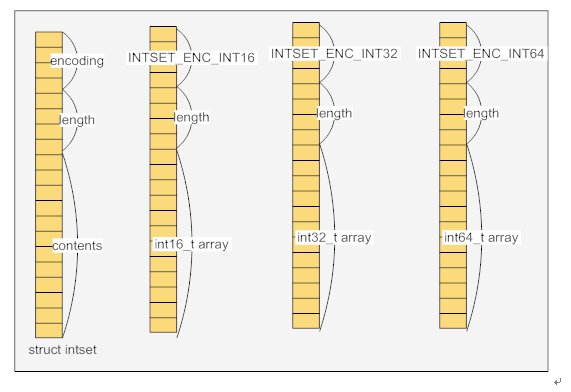 encoding
length
contents
struct intset
INTSET_ENC_INT16
length
int16_t array
INTSET_ENC_INT32
length
int32_t array
INTSET_ENC_INT64
length
int64_t array